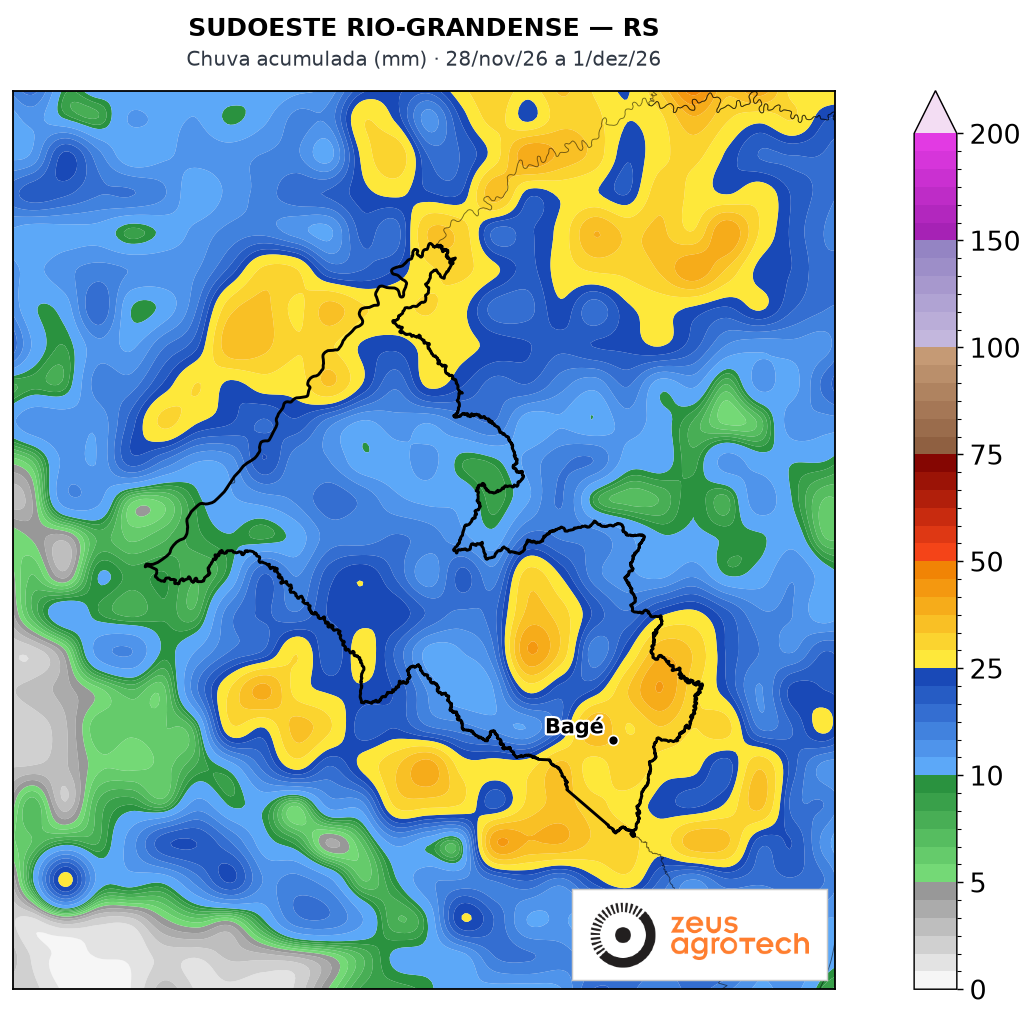 SUDOESTE RIO-GRANDENSE — RS
Chuva acumulada (mm) · 28/nov/26 a 1/dez/26
200
150
100
75
50
25
10
5
0
Bagé
zeus
agrotech